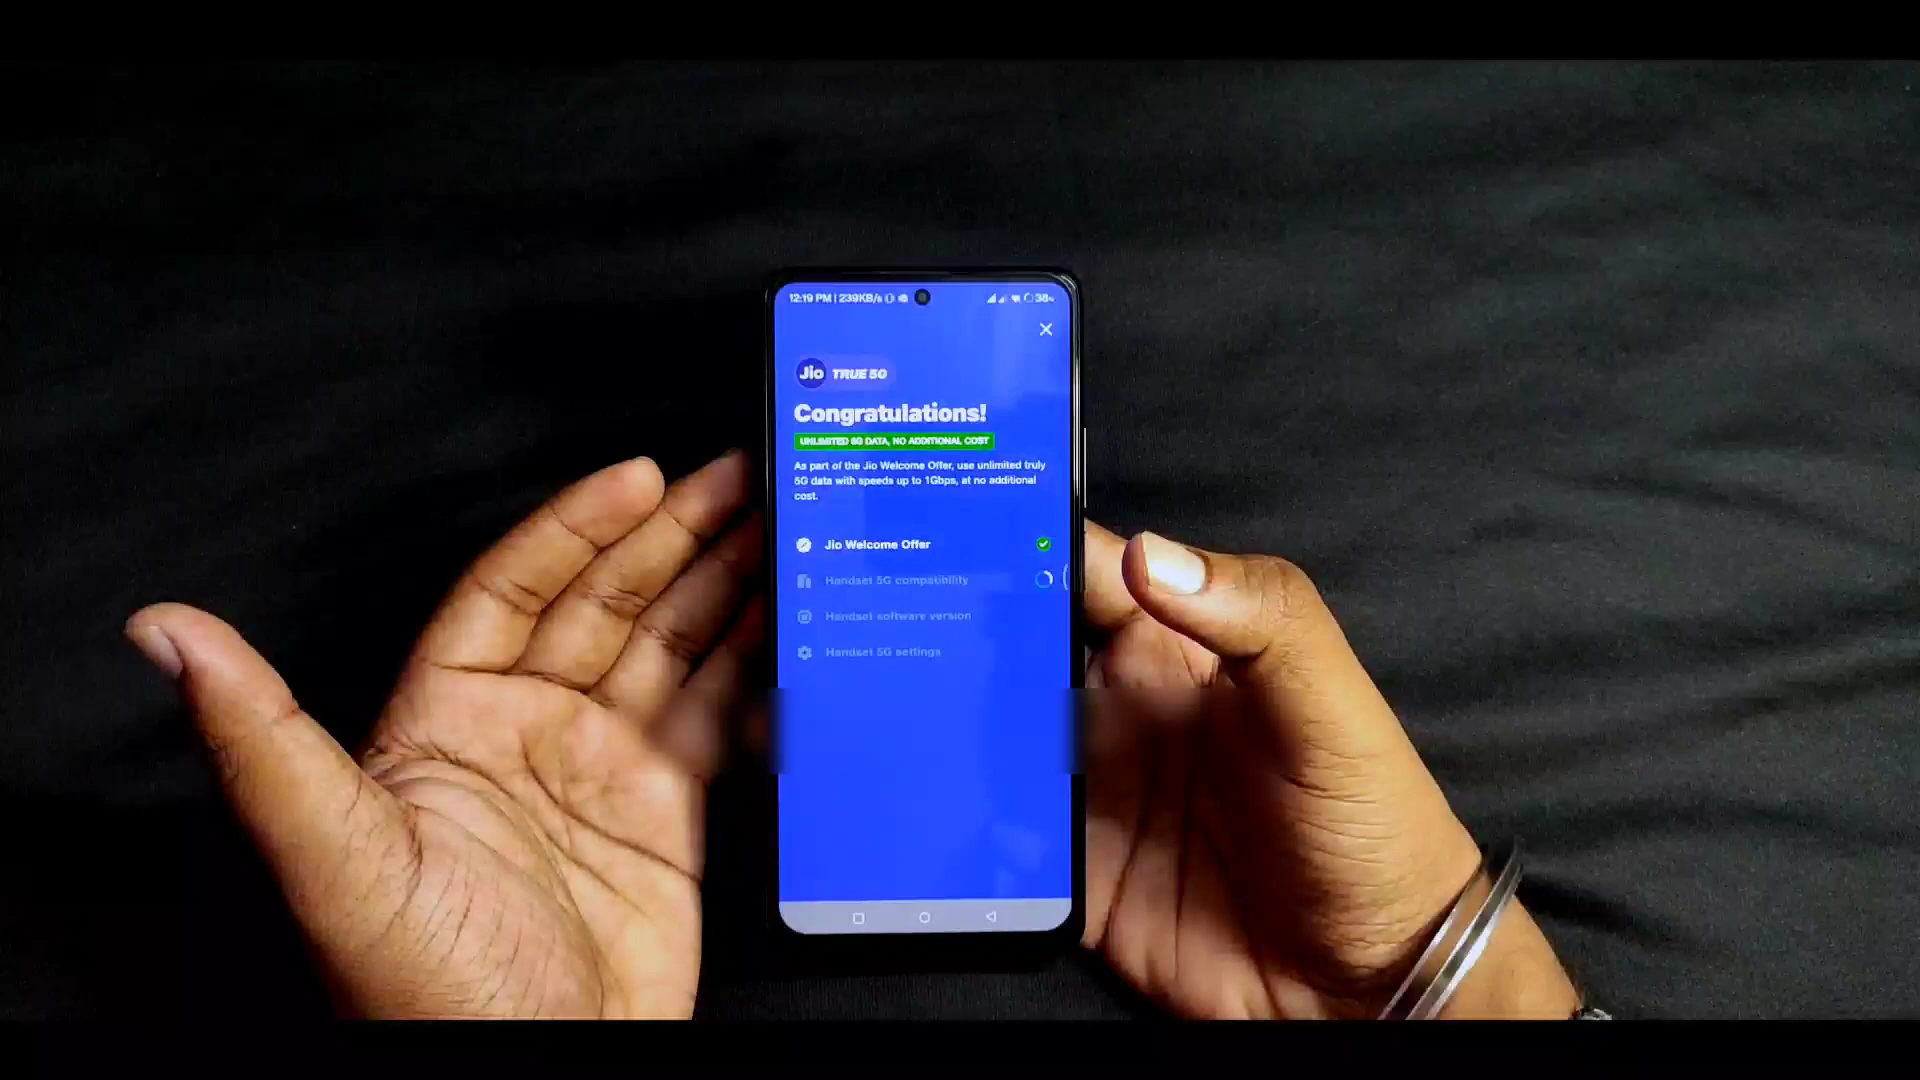 12:19 PM | 239KB/s
38%
Jio TRUE 5G
Congratulations!
UNLIMITED 5G DATA, NO ADDITIONAL COST
As part of the Jio Welcome Offer, use unlimited truly
5G data with speeds up to 1Gbps, at no additional
cost.
Jio Welcome Offer
Handset 5G compatibility
Handset software version
Handset 5G settings